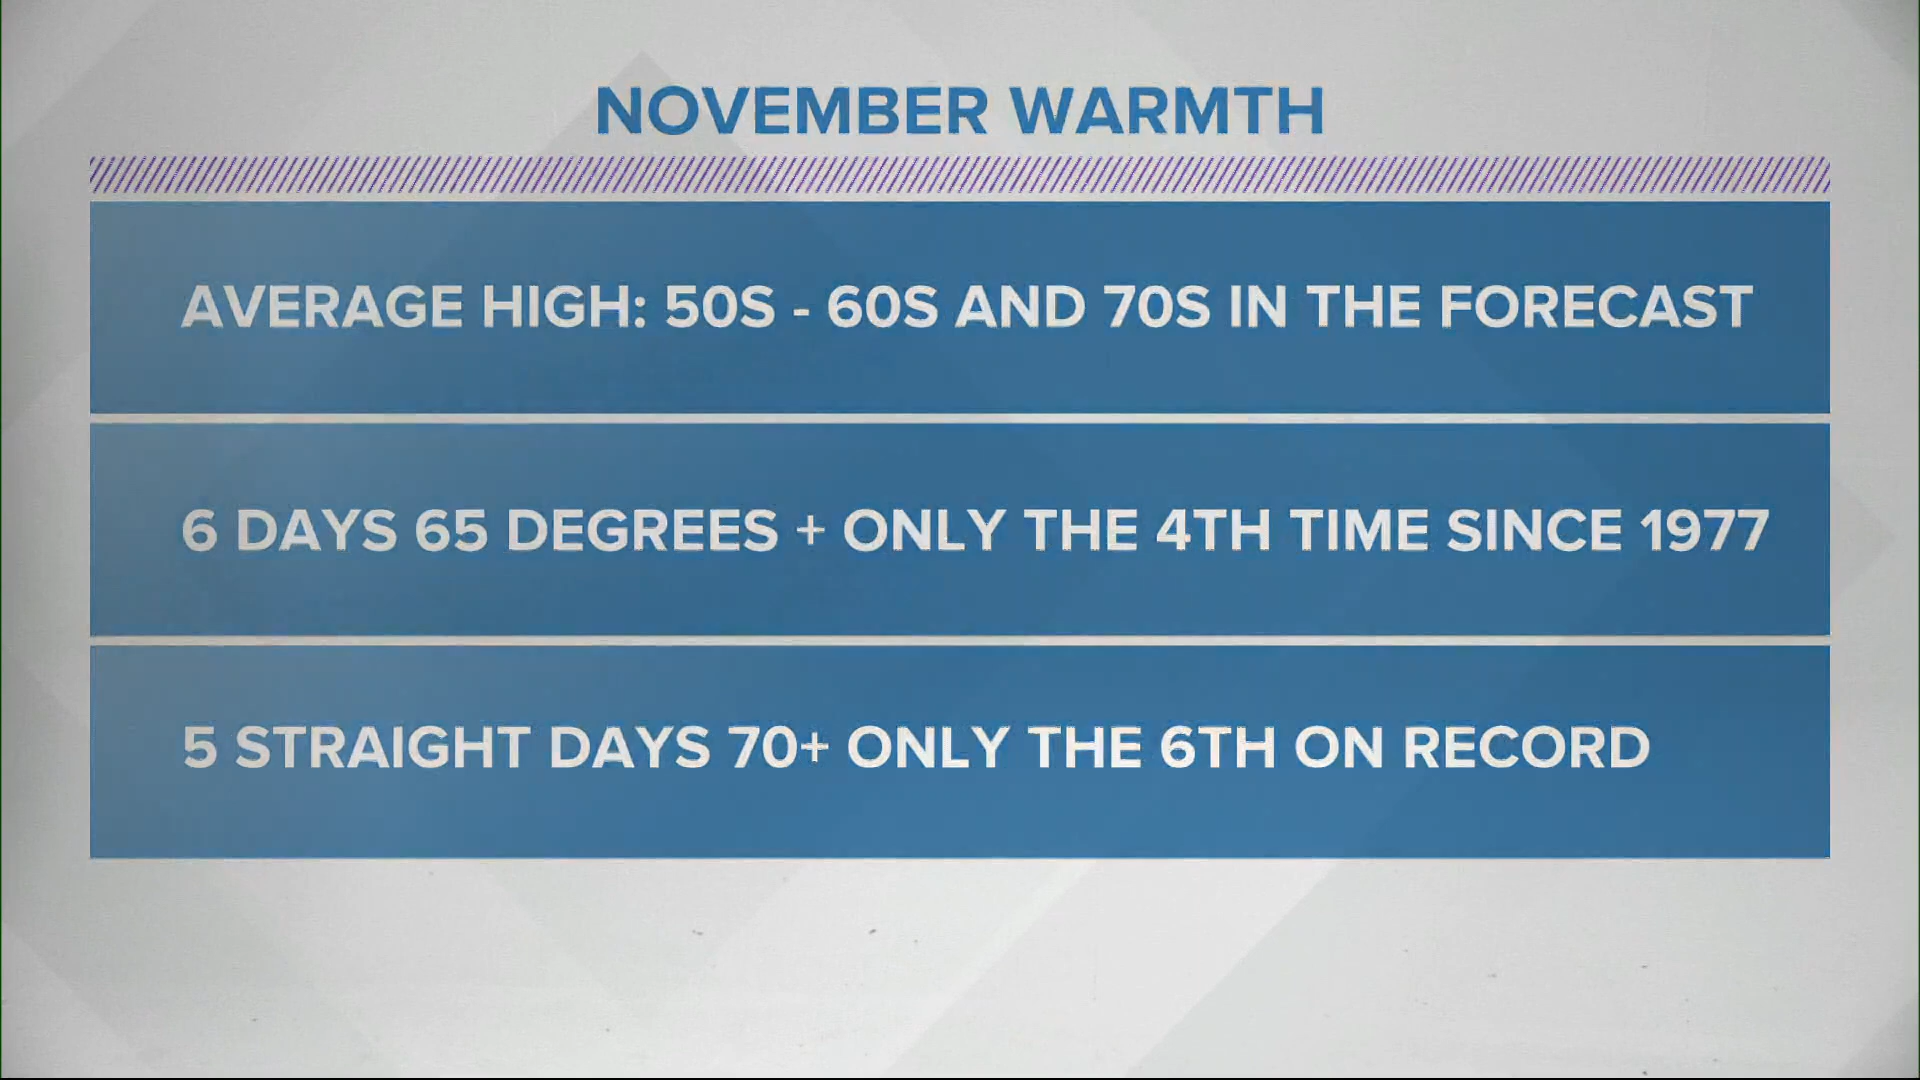 NOVEMBER WARMTH
AVERAGE HIGH: 50S - 60S AND 70S IN THE FORECAST
6 DAYS 65 DEGREES + ONLY THE 4TH TIME SINCE 1977
5 STRAIGHT DAYS 70+ ONLY THE 6TH ON RECORD